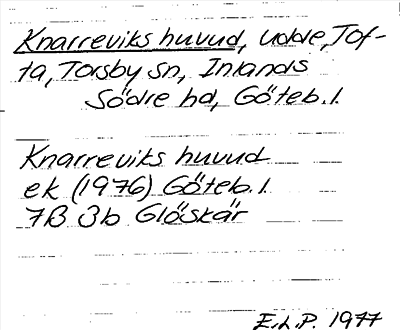 Knarreviks huvud, udde, Tof-
ta, Torsby sn, Inlands
Södre hd, Göteb. l.
Knarreviks huvud
ek (1976) Göteb. l.
7B 3b Glöskär
E.L.P. 1977